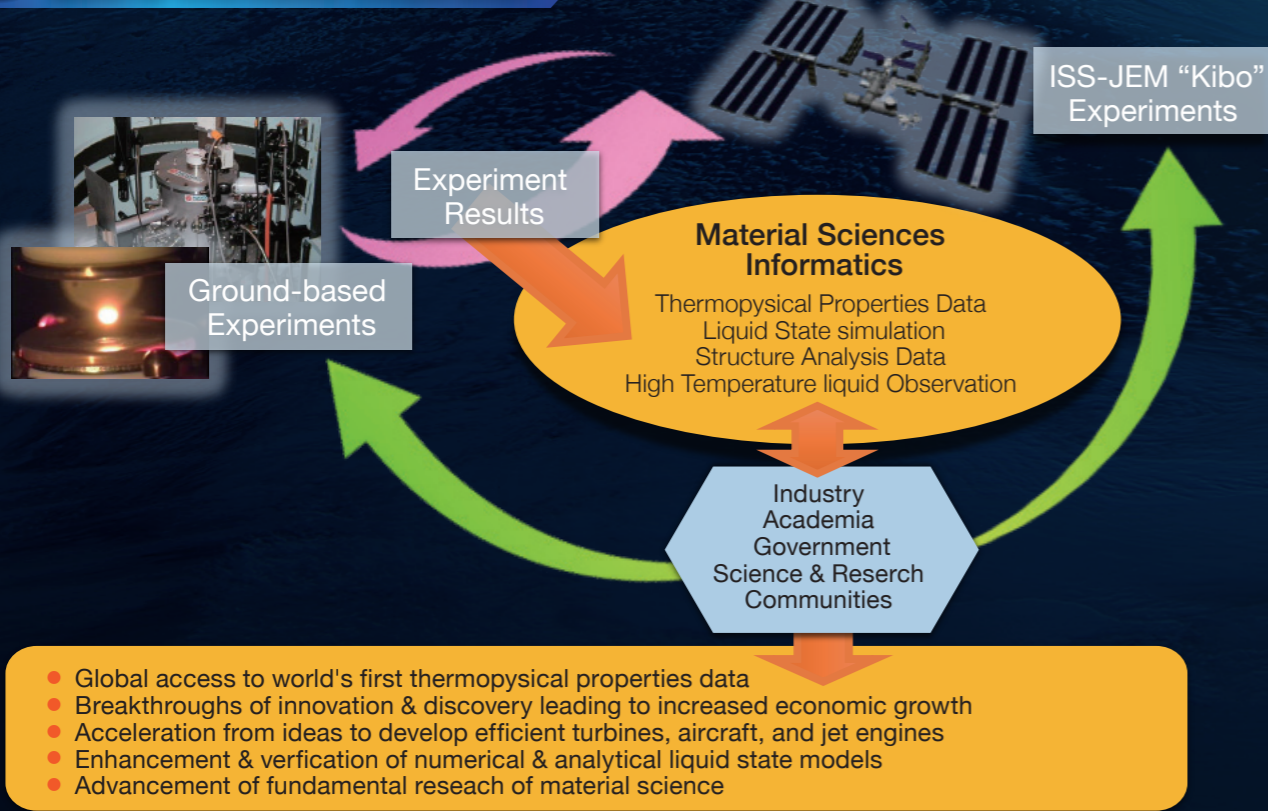 ISS-JEM “Kibo”
Experiments
Experiment
Results
Ground-based
Experiments
Material Sciences
Informatics
Thermopysical Properties Data
Liquid State simulation
Structure Analysis Data
High Temperature liquid Observation
Industry
Academia
Government
Science & Reserch
Communities
● Global access to world's first thermopysical properties data
● Breakthroughs of innovation & discovery leading to increased economic growth
● Acceleration from ideas to develop efficient turbines, aircraft, and jet engines
● Enhancement & verfication of numerical & analytical liquid state models
● Advancement of fundamental reseach of material science